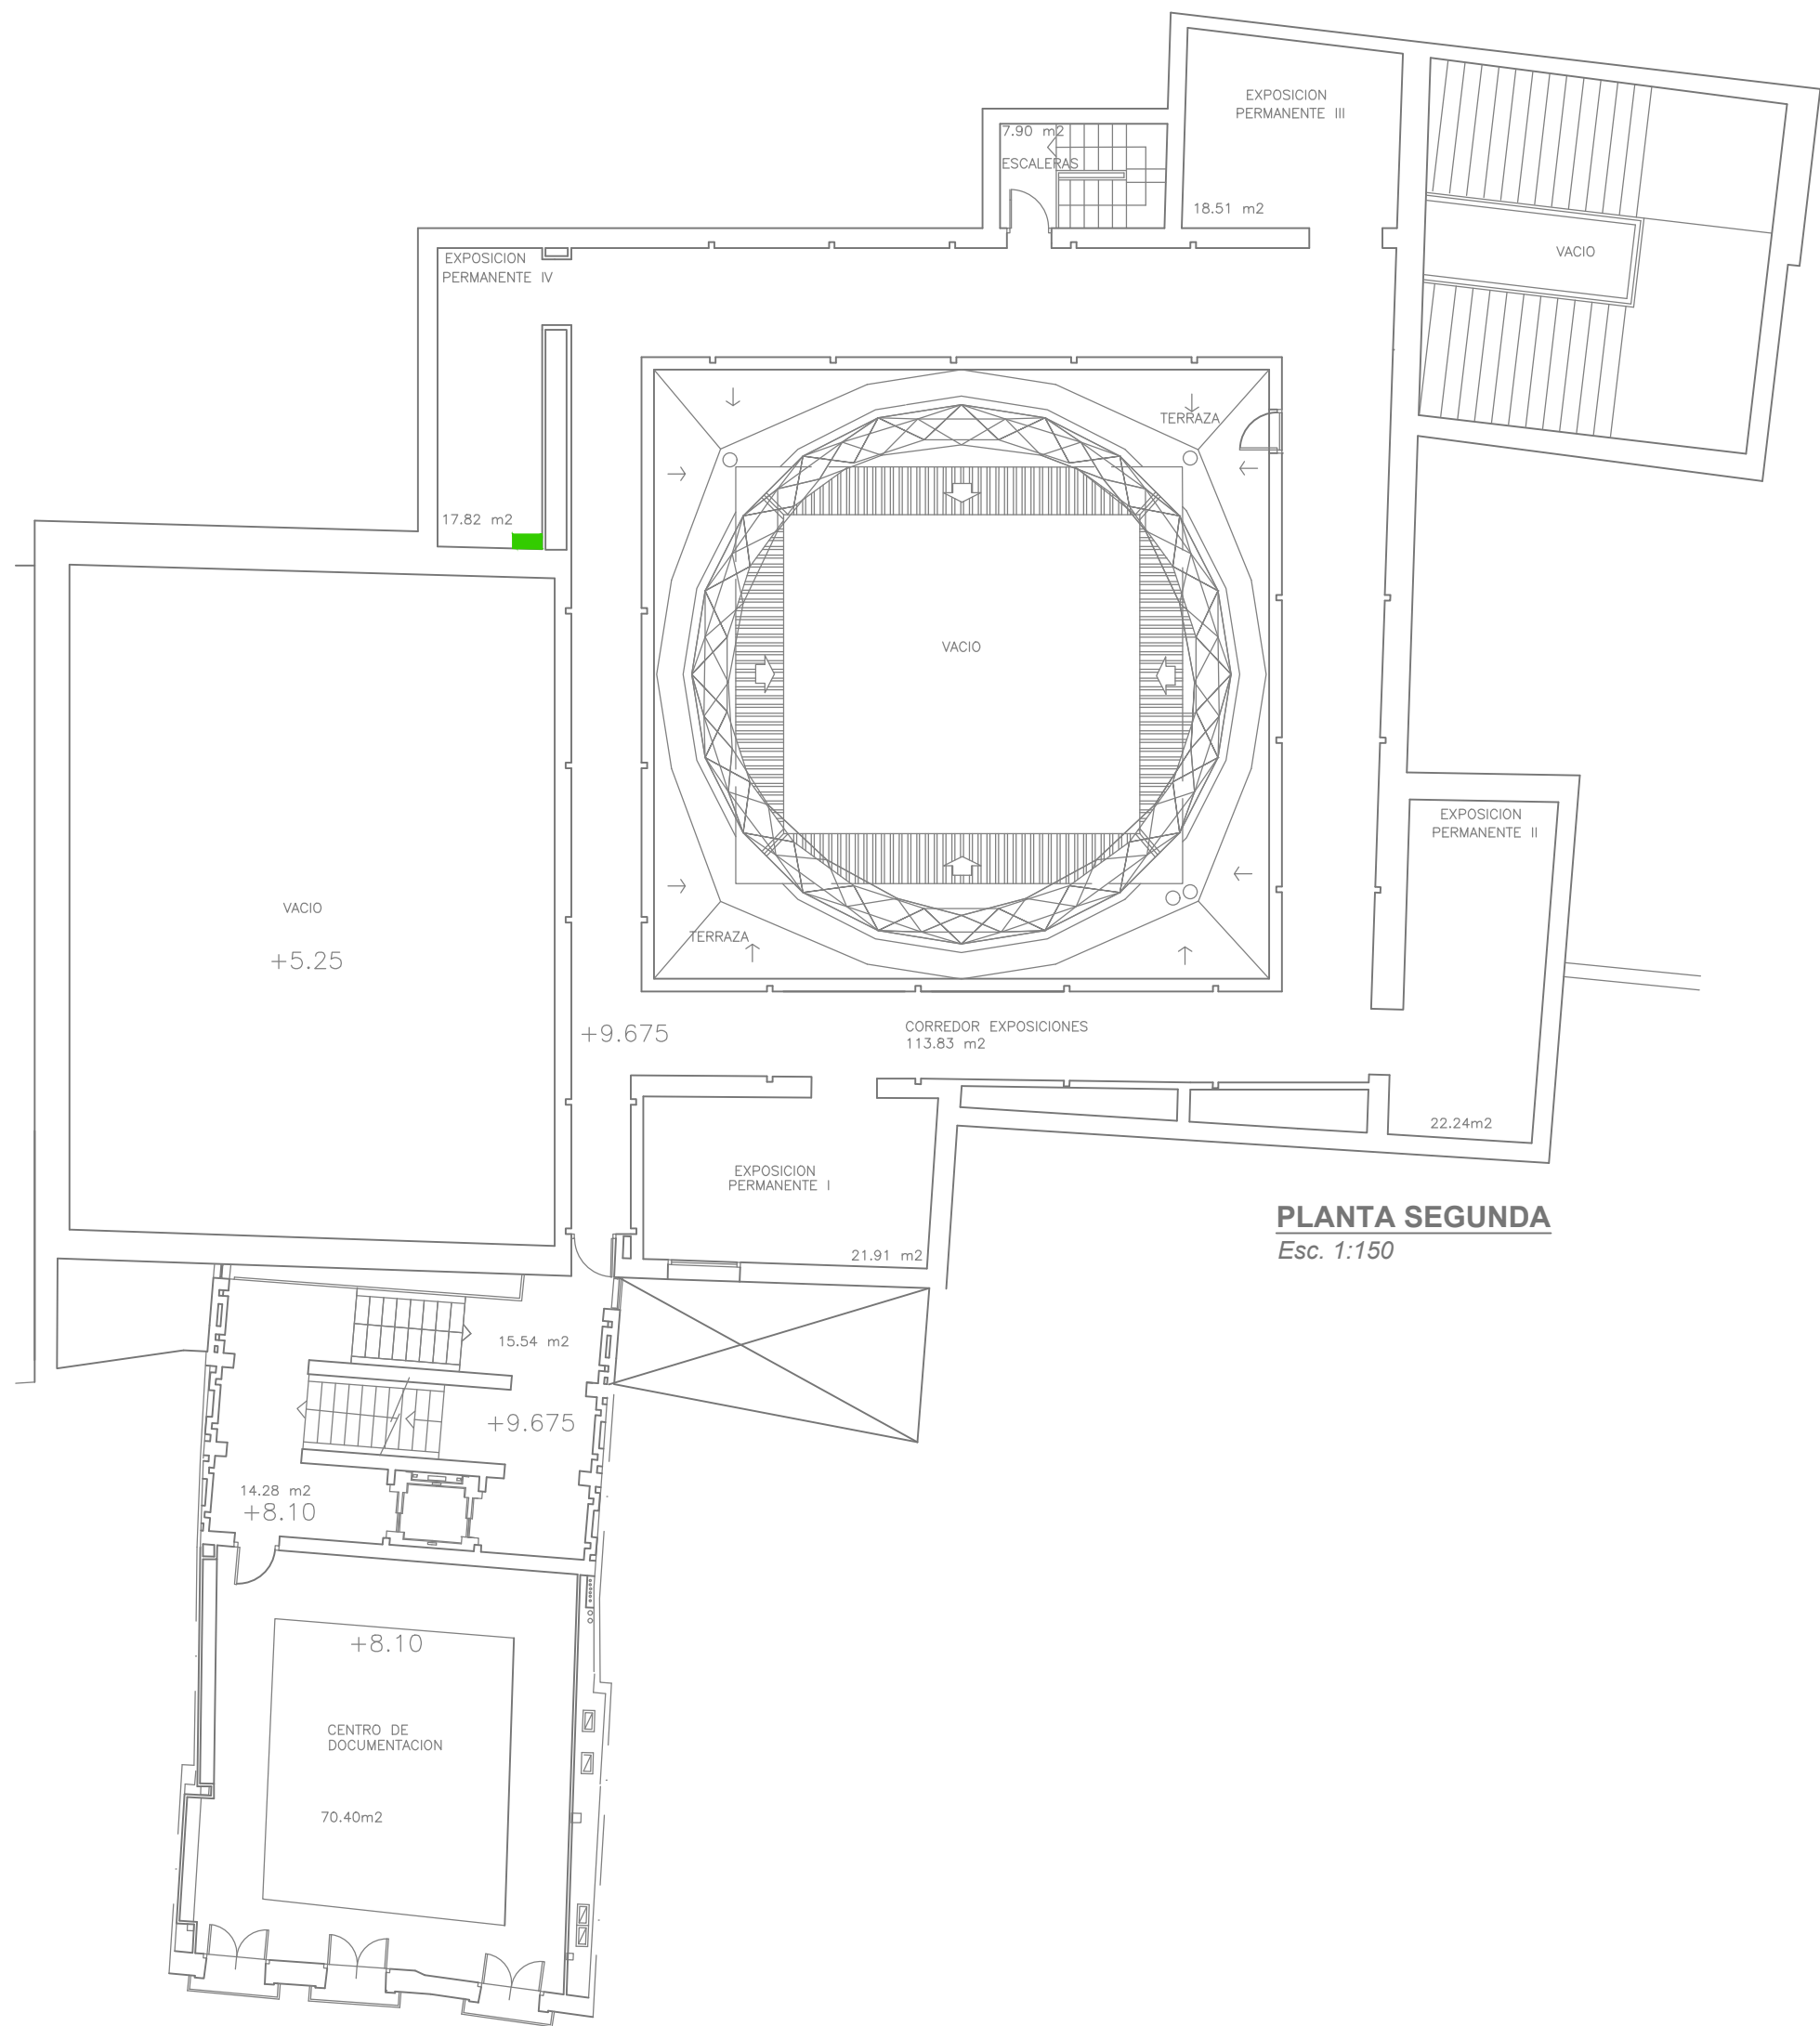 EXPOSICION
PERMANENTE III
7.90 m2
ESCALERAS
18.51 m2
VACIO
EXPOSICION
PERMANENTE IV
TERRAZA
17.82 m2
VACIO
EXPOSICION
PERMANENTE II
VACIO
+5.25
TERRAZA
+9.675
CORREDOR EXPOSICIONES
113.83 m2
22.24m2
EXPOSICION
PERMANENTE I
21.91 m2
PLANTA SEGUNDA
Esc. 1:150
15.54 m2
+9.675
14.28 m2
+8.10
+8.10
CENTRO DE
DOCUMENTACION
70.40m2